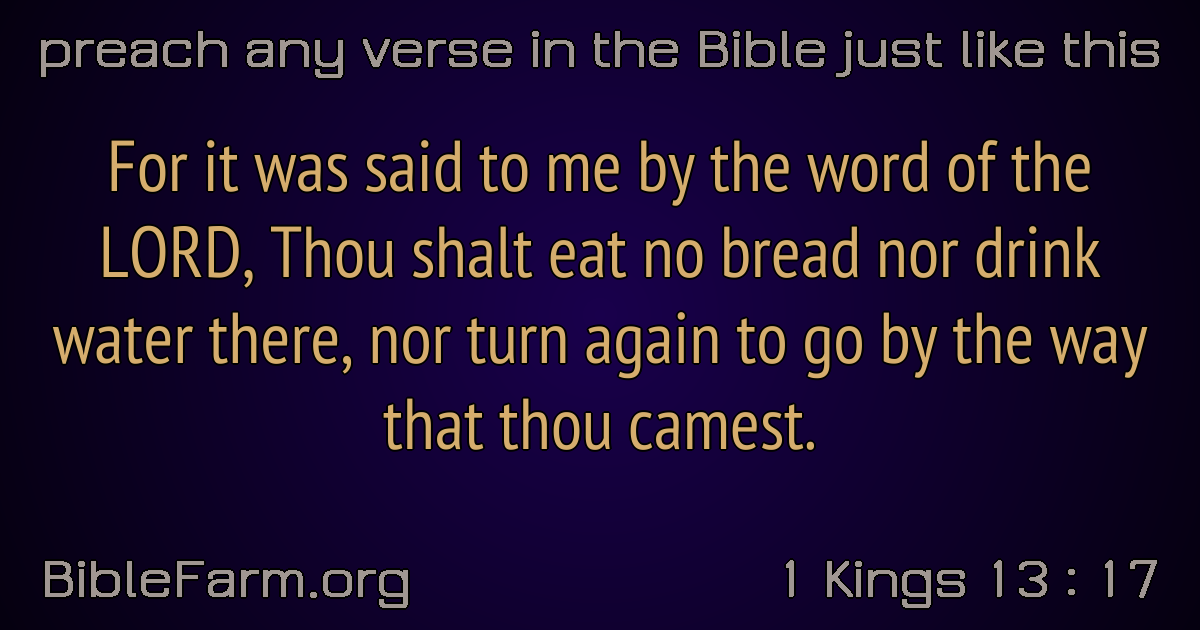 preach any verse in the Bible just like this
For it was said to me by the word of the
LORD, Thou shalt eat no bread nor drink
water there, nor turn again to go by the way
that thou camest.
BibleFarm.org
1 Kings 13 : 17